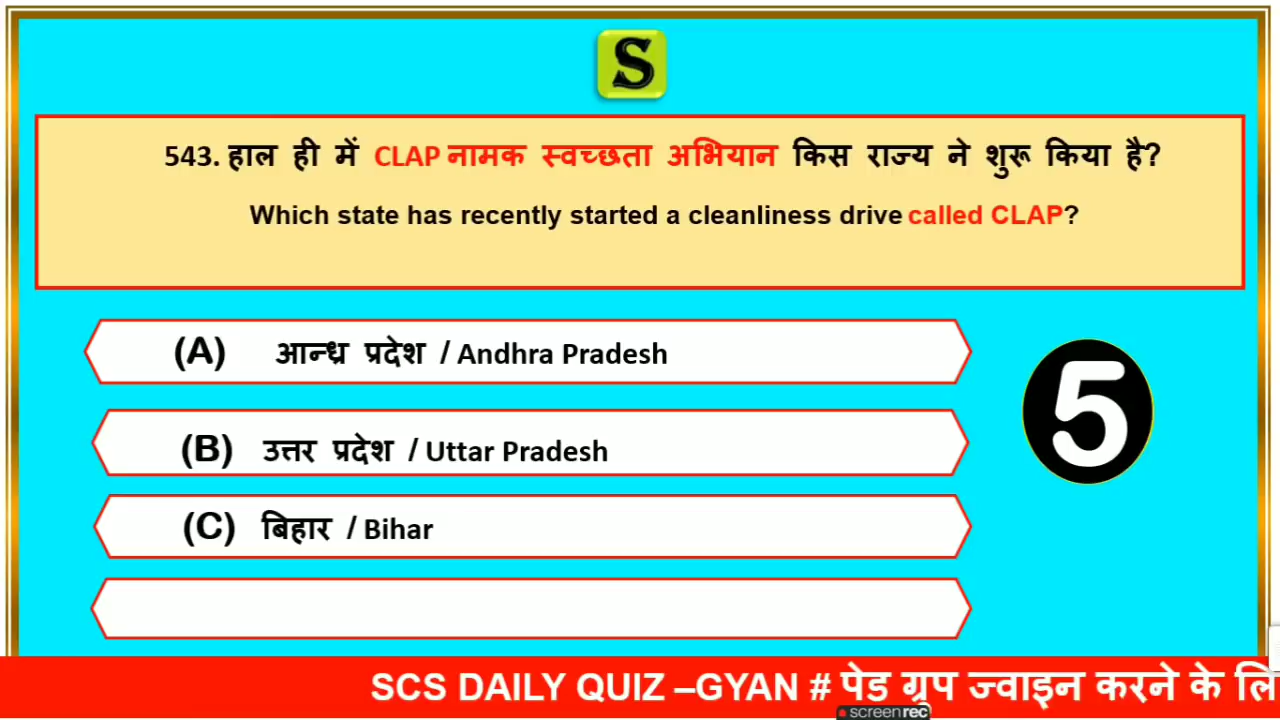 S
543. हाल ही में CLAP नामक स्वच्छता अभियान किस राज्य ने शुरू किया है?
Which state has recently started a cleanliness drive called CLAP?
(A) आन्ध्र प्रदेश / Andhra Pradesh
(B) उत्तर प्रदेश / Uttar Pradesh
5
(C) बिहार / Bihar
SCS DAILY QUIZ –GYAN # पेड ग्रुप ज्वाइन करने के लि
screenrec